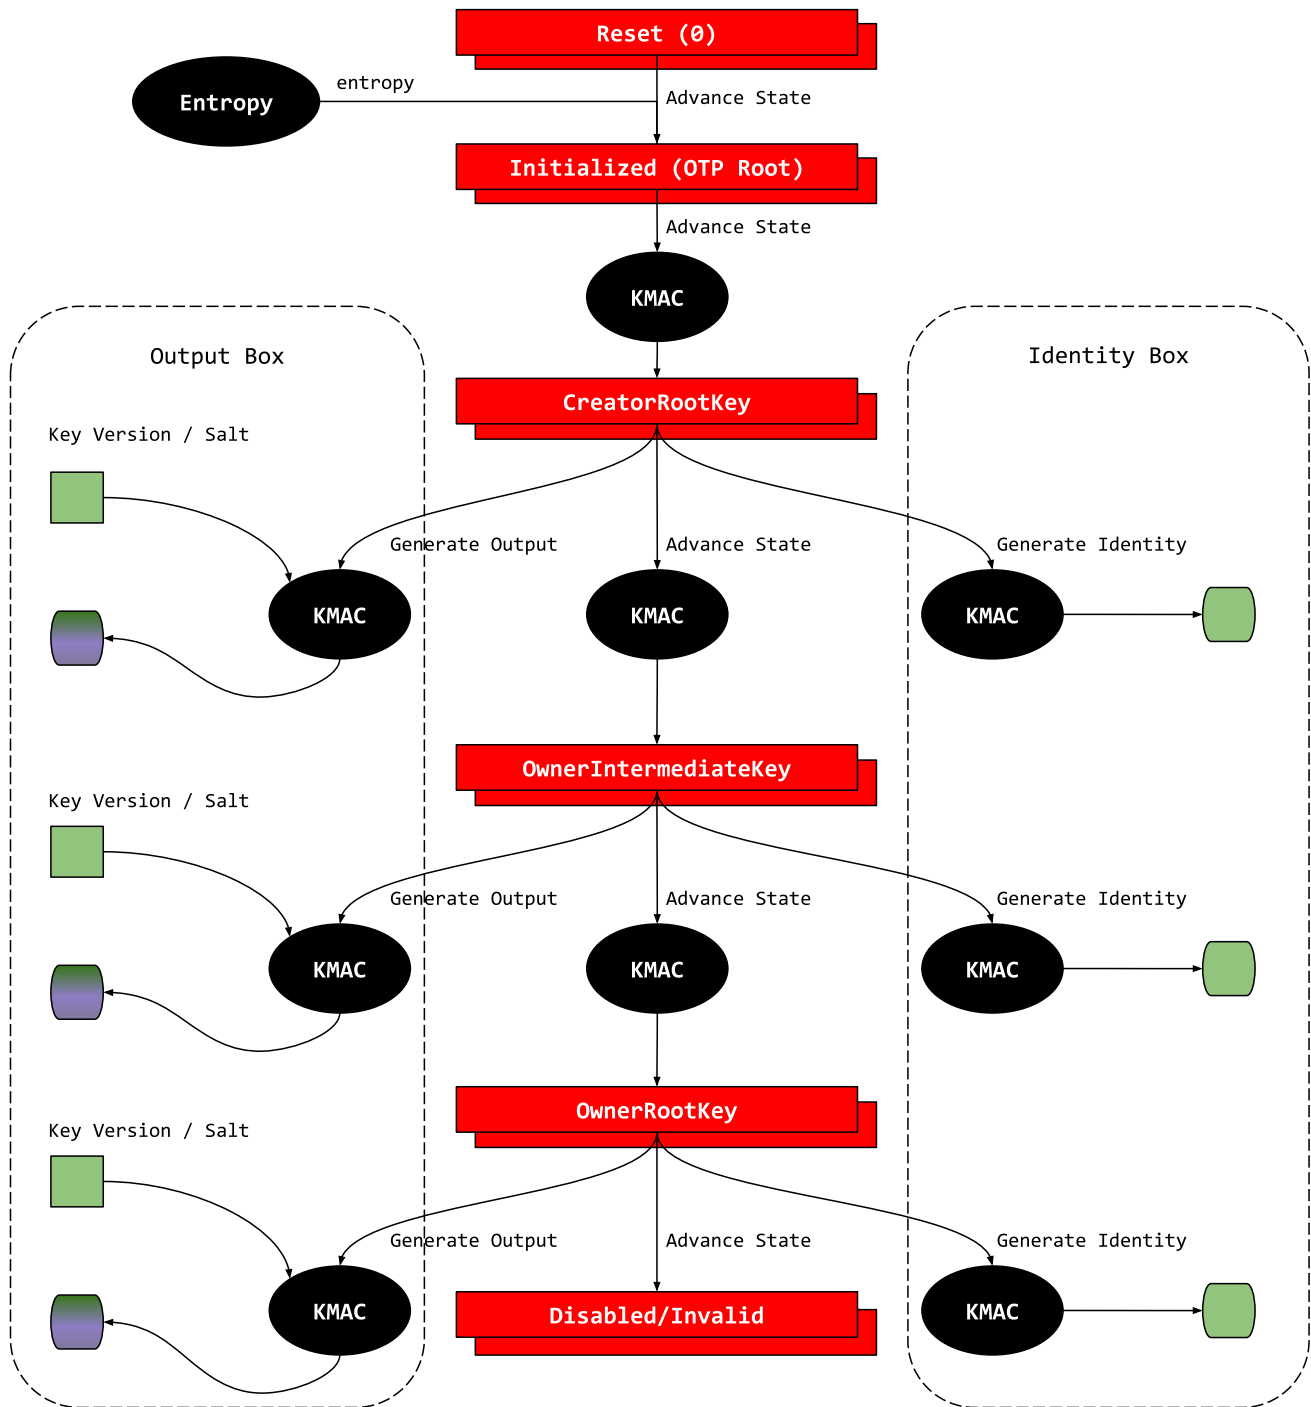 Reset (0)
entropy
Entropy
Advance State
Initialized (OTP Root)
Advance State
KMAC
Output Box
Identity Box
CreatorRootKey
Key Version / Salt
Generate Output
Advance State
Generate Identity
KMAC
KMAC
KMAC
OwnerIntermediateKey
Key Version / Salt
Generate Output
Advance State
Generate Identity
KMAC
KMAC
KMAC
OwnerRootKey
Key Version / Salt
Generate Output
Advance State
Generate Identity
KMAC
Disabled/Invalid
KMAC